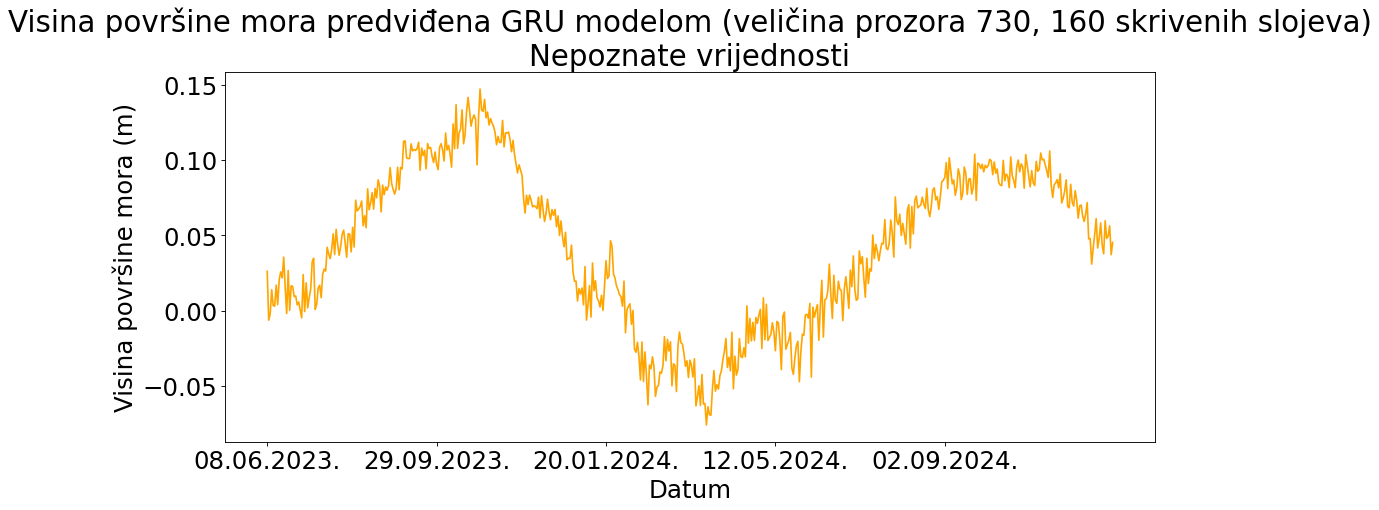 Visina površine mora predviđena GRU modelom (veličina prozora 730, 160 skrivenih slojeva)
Nepoznate vrijednosti
Visina površine mora (m)
0.15
0.10
0.05
0.00
−0.05
08.06.2023. 29.09.2023. 20.01.2024. 12.05.2024. 02.09.2024.
Datum